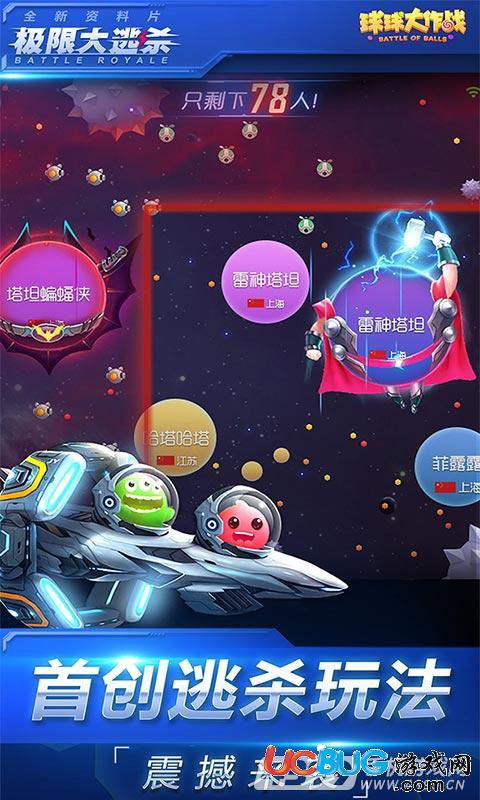 全新资料片
极限大逃杀
BATTLE ROYALE
球球大作战
BATTLE OF BALLS
只剩下78人!
塔坦蝙蝠侠
雷神塔坦
上海
雷神塔坦
上海
哈塔哈塔
江苏
菲露露
上海
首创逃杀玩法
震撼
UCBUG游戏网
www.ucbug.com